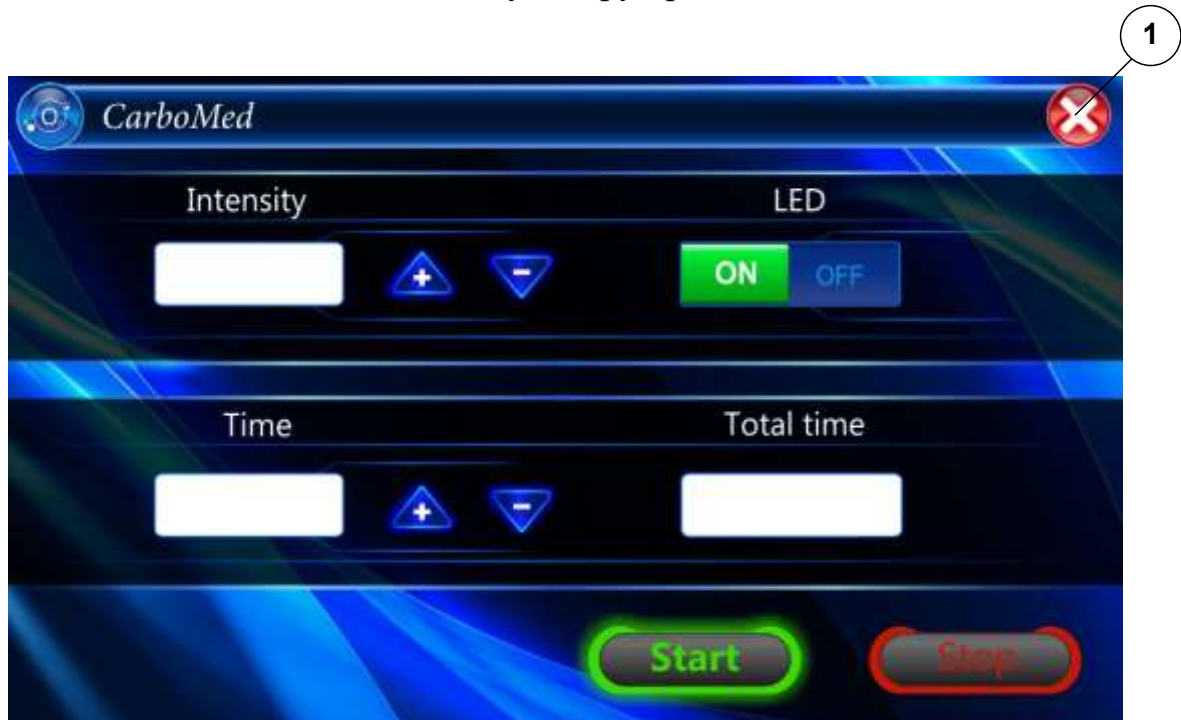 1
CarboMed
Intensity
LED
+
-
ON
OFF
Time
Total time
+
-
Start
Stop